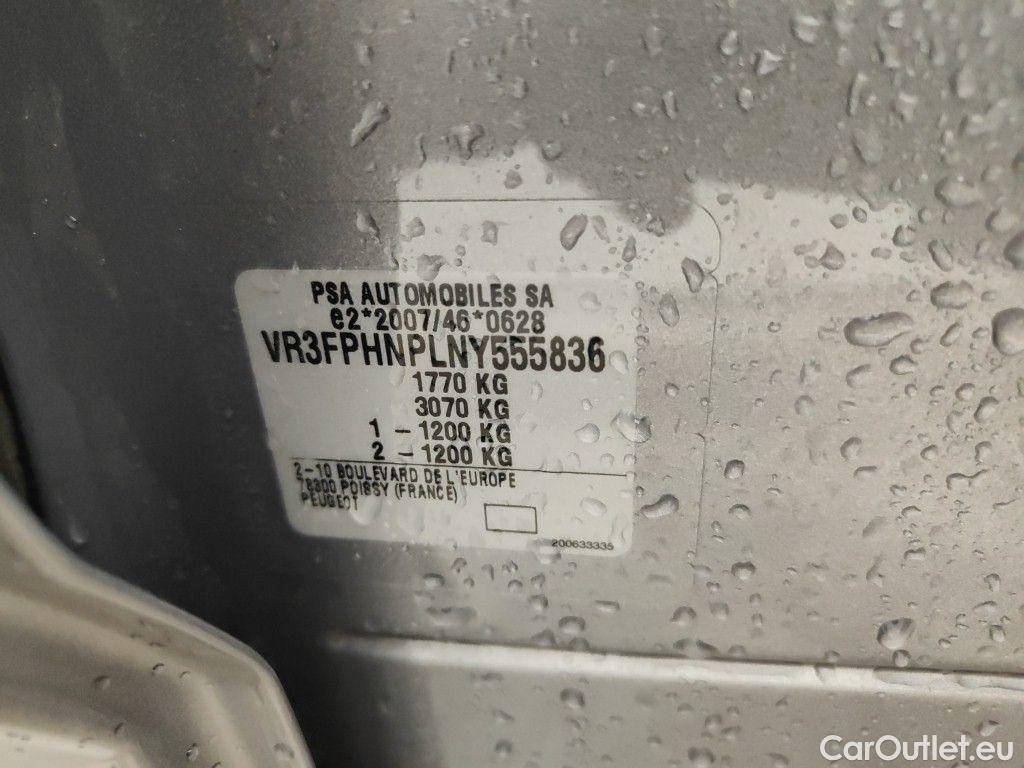 PSA AUTOMOBILES SA
e2*2007/46*0628
VR3FPHNPLNY555836
1770 KG
3070 KG
1 - 1200 KG
2 - 1200 KG
2-10 BOULEVARD DE L'EUROPE
78300 POISSY (FRANCE)
PEUGEOT
200633335
CarOutlet.eu